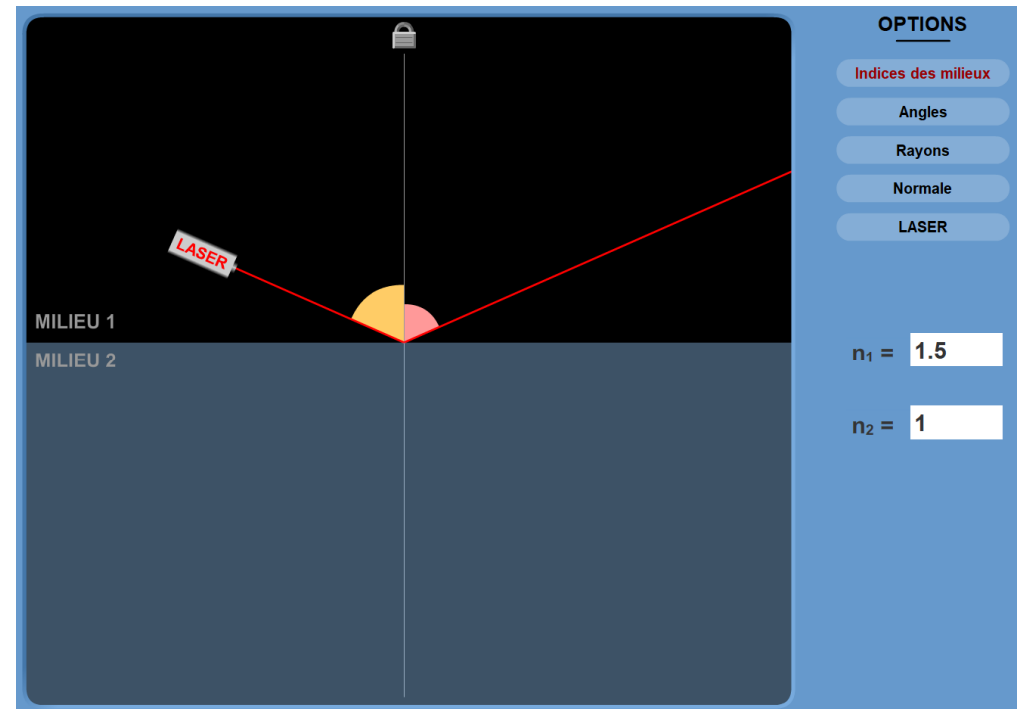 OPTIONS
Indices des milieux
Angles
Rayons
Normale
LASER
LASER
MILIEU 1
MILIEU 2
n₁ = 1.5
n₂ = 1